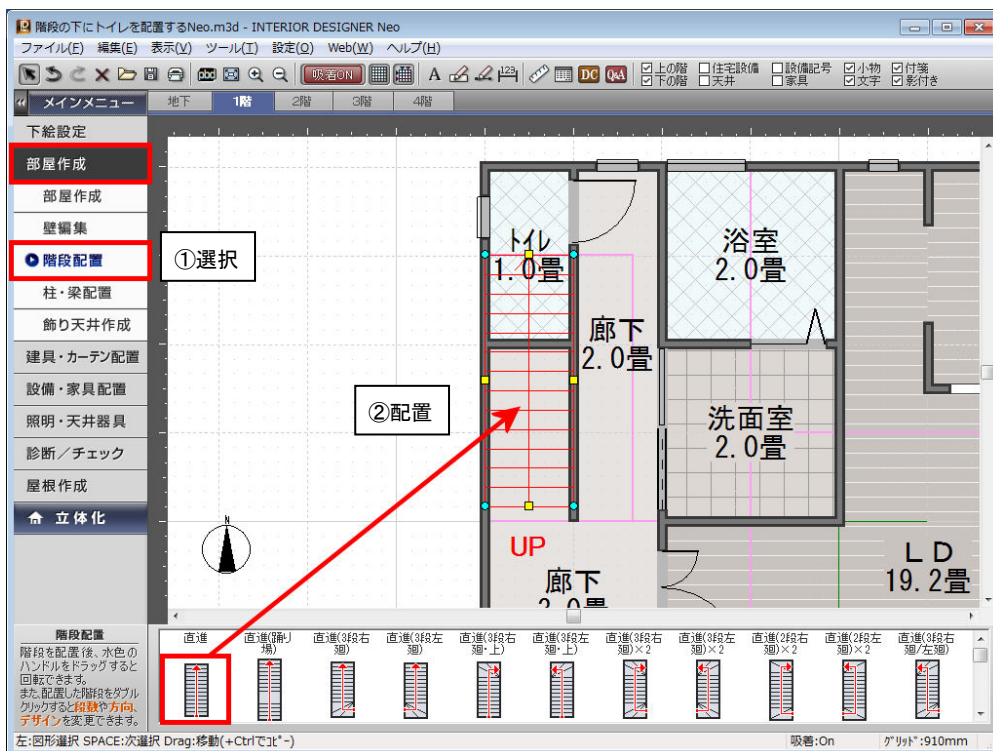 階段の下にトイレを配置するNeo.m3d - INTERIOR DESIGNER Neo
ファイル(F) 編集(E) 表示(V) ツール(T) 設定(O) Web(W) ヘルプ(H)
吸着ON A DC Q&A
上の階 住宅設備 設備記号 小物 付箋
下の階 天井 家具 文字 影付き
メインメニュー
地下 1階 2階 3階 4階
下絵設定
部屋作成
部屋作成
壁編集
階段配置
柱・梁配置
飾り天井作成
建具・カーテン配置
設備・家具配置
照明・天井器具
診断/チェック
屋根作成
立体化
①選択
②配置
トイレ
1.0畳
浴室
2.0畳
廊下
2.0畳
洗面室
2.0畳
UP
廊下
2.0畳
LD
19.2畳
N
階段配置
階段を配置後、水色の
ハンドルをドラッグすると
回転できます。
また、配置した階段をダブル
クリックすると段数や方向、
デザインを変更できます。
直進
直進(踊り場)
直進(3段右廻)
直進(3段左廻)
直進(3段右廻・上)
直進(3段左廻・上)
直進(3段右廻)×2
直進(3段左廻)×2
直進(2段右廻)×2
直進(2段左廻)×2
直進(3段右廻/左廻)
左:図形選択 SPACE:次選択 Drag:移動(+Ctrlでコピー)
吸着:On
グリッド:910mm